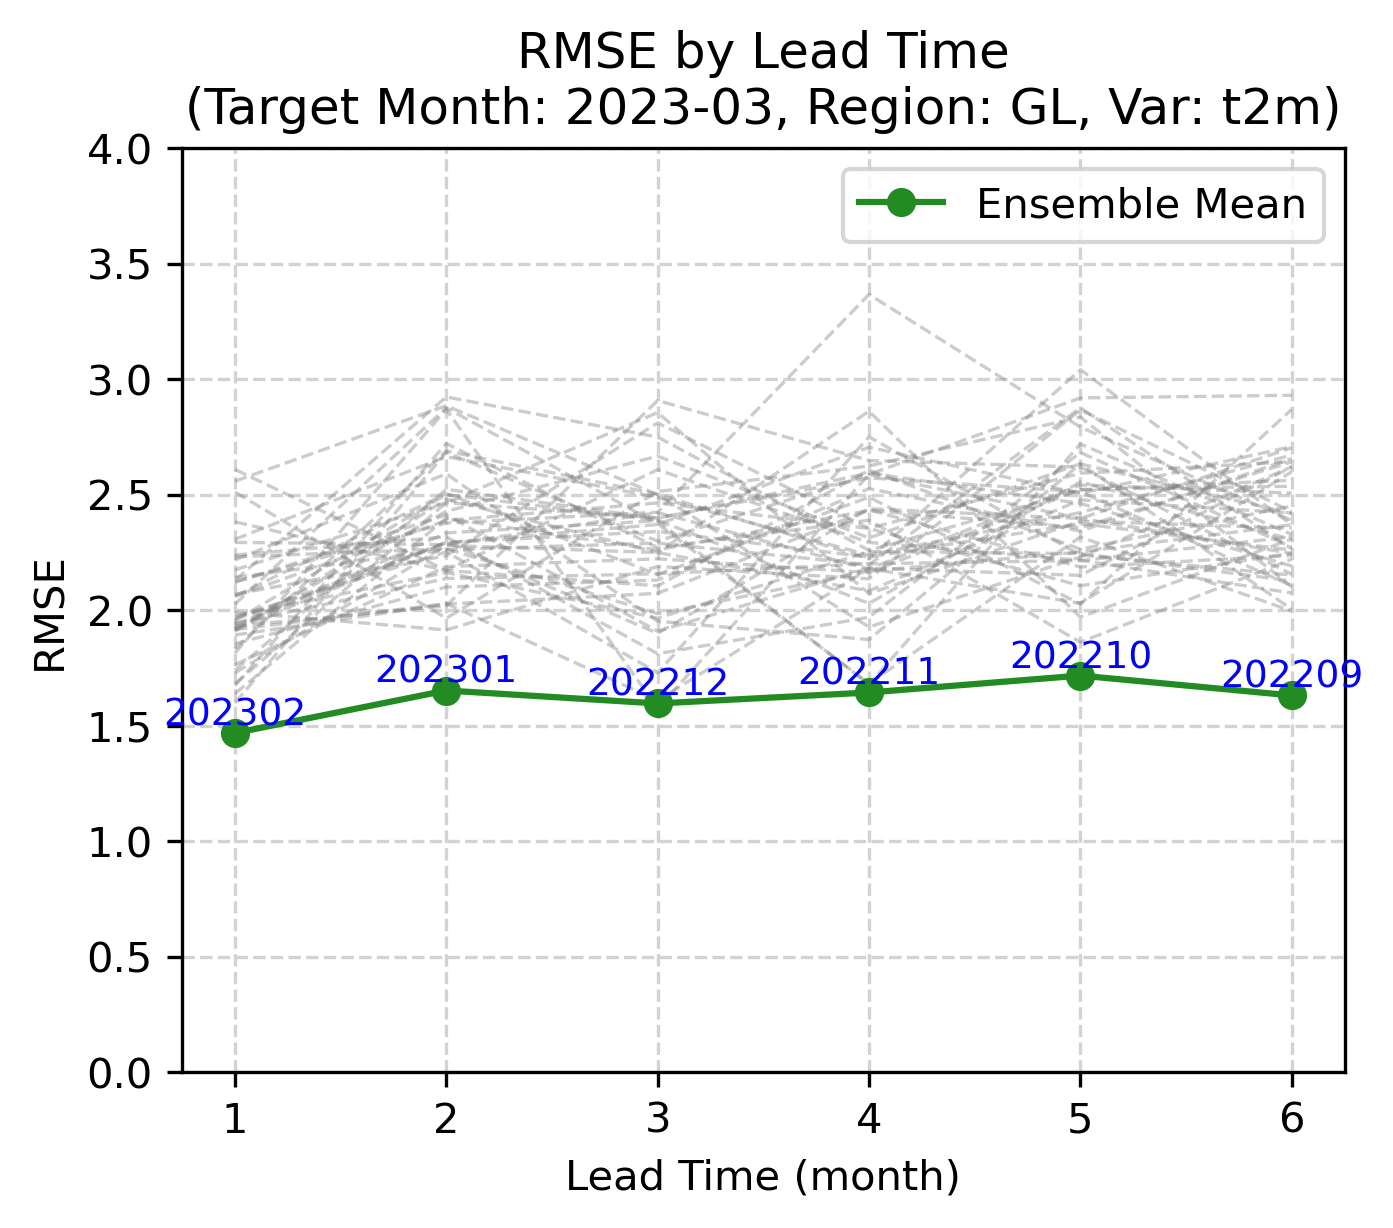 RMSE by Lead Time
(Target Month: 2023-03, Region: GL, Var: t2m)
4.0
3.5
3.0
2.5
2.0
1.5
1.0
0.5
0.0
RMSE
Ensemble Mean
202302
202301
202212
202211
202210
202209
1 2 3 4 5 6
Lead Time (month)